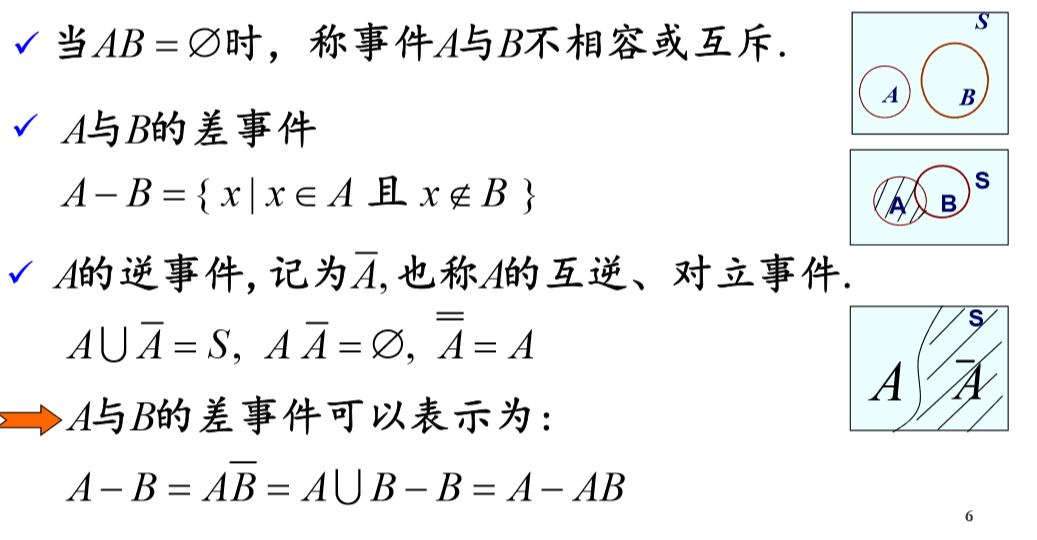 ✓ 当AB = ∅时，称事件A与B不相容或互斥.
S
A
B
✓ A与B的差事件
A − B = { x | x ∈ A 且 x ∉ B }
S
A
B
✓ A的逆事件, 记为A̅, 也称A的互逆、对立事件.
A ∪ A̅ = S, A A̅ = ∅, A̿ = A
S
A
A̅
A与B的差事件可以表示为：
A − B = AB̅ = A ∪ B − B = A − AB
6